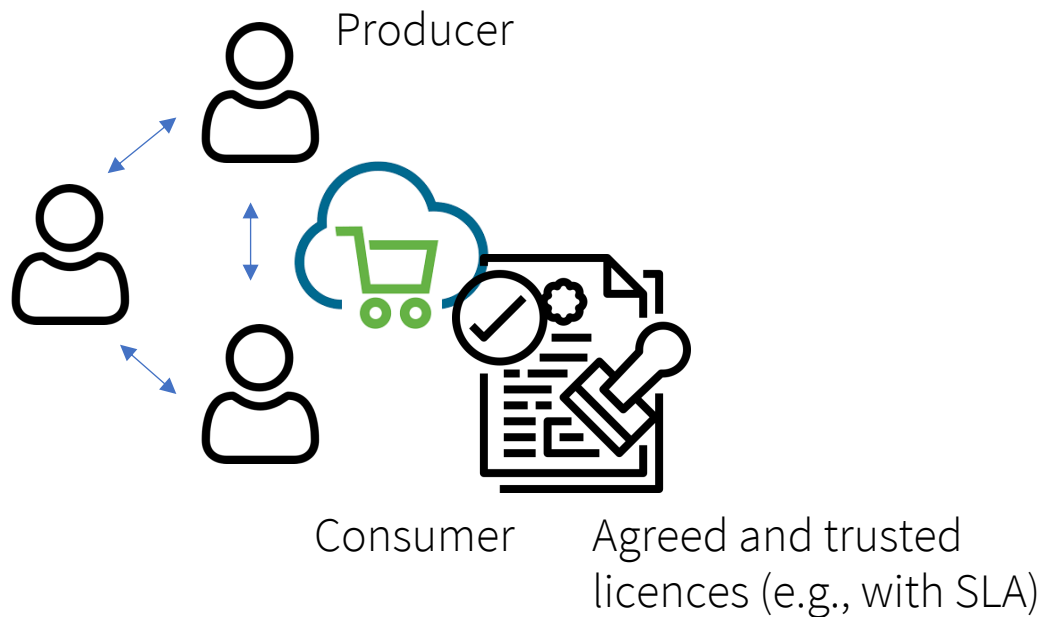 Producer
Consumer
Agreed and trusted
licences (e.g., with SLA)